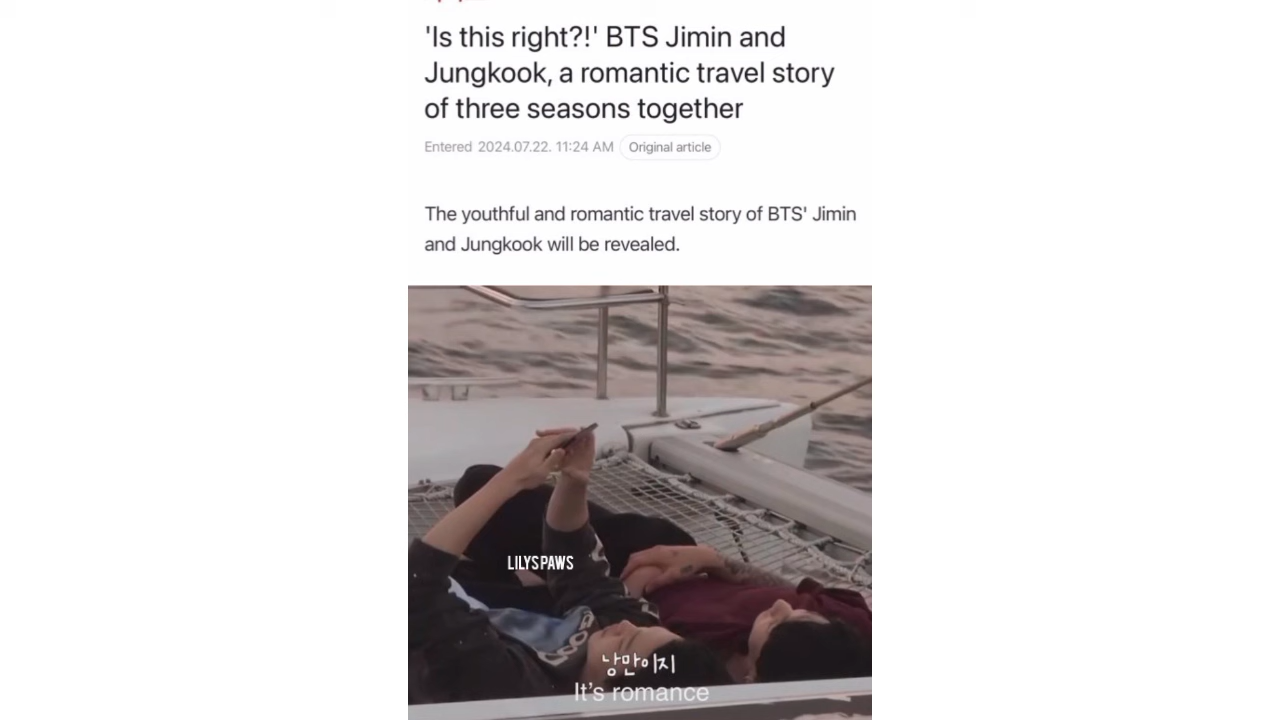 'Is this right?!' BTS Jimin and
Jungkook, a romantic travel story
of three seasons together
Entered 2024.07.22. 11:24 AM Original article
The youthful and romantic travel story of BTS' Jimin
and Jungkook will be revealed.
LILYSPAWS
낭만이지
It's romance